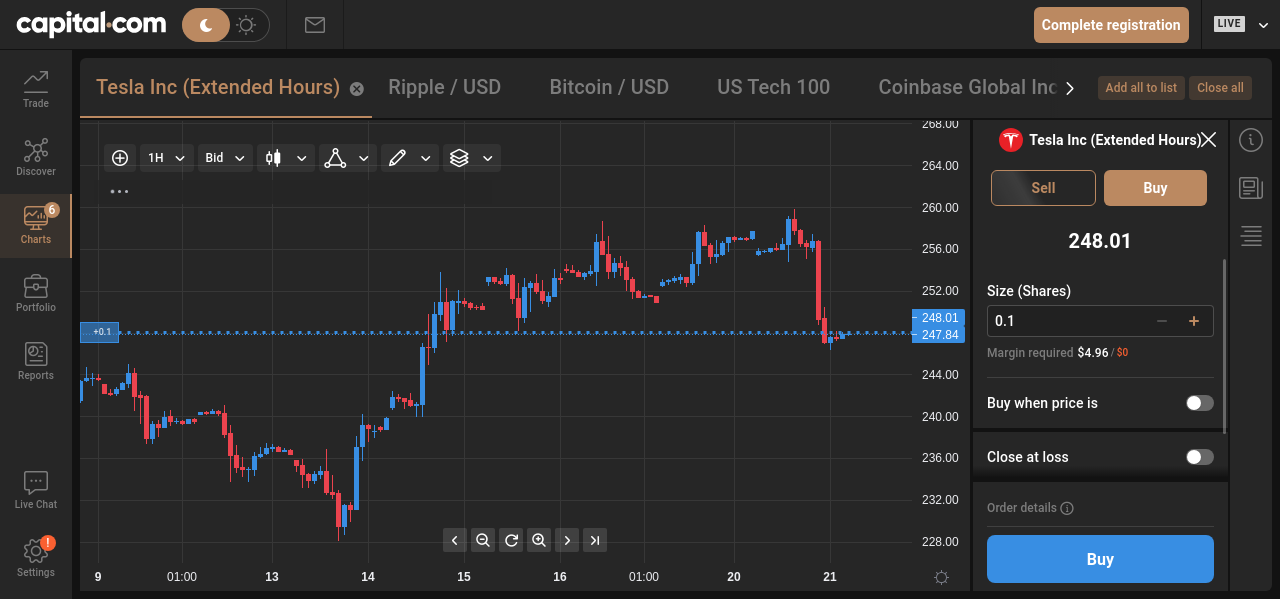 capital.com
Complete registration
LIVE
Trade
Discover
6
Charts
Portfolio
Reports
Live Chat
!
Settings
Tesla Inc (Extended Hours)
Ripple / USD
Bitcoin / USD
US Tech 100
Coinbase Global Inc
Add all to list
Close all
1H
Bid
...
+0.1
268.00
264.00
260.00
256.00
252.00
248.01
247.84
244.00
240.00
236.00
232.00
228.00
9
01:00
13
14
15
16
01:00
20
21
Tesla Inc (Extended Hours)
Sell
Buy
248.01
Size (Shares)
0.1
Margin required $4.96 / $0
Buy when price is
Close at loss
Order details
Buy